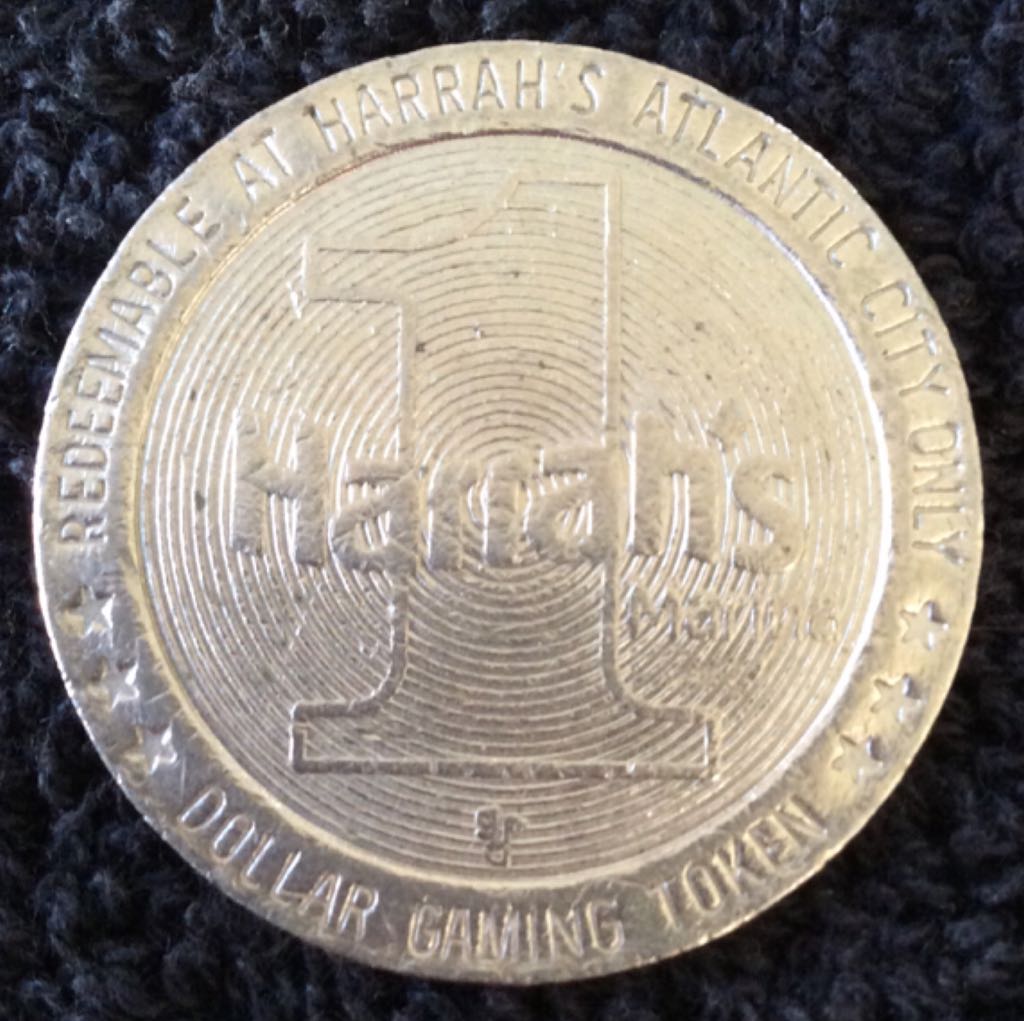 REDEEMABLE AT HARRAH'S ATLANTIC CITY ONLY
1
Harrah's
Marina
DOLLAR GAMING TOKEN